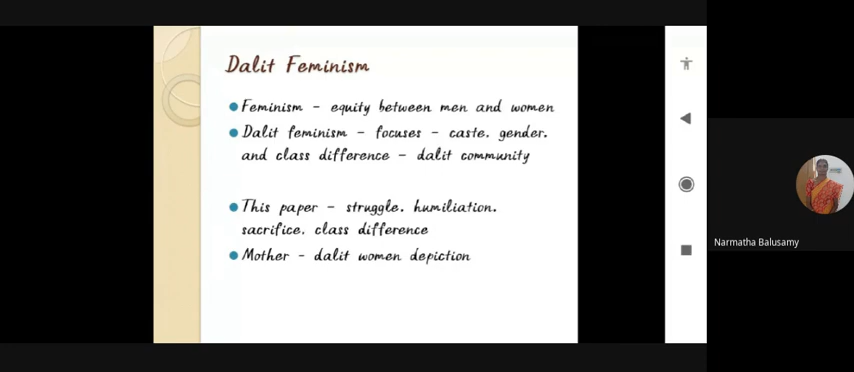 Dalit Feminism
Feminism - equity between men and women
Dalit feminism - focuses - caste. gender.
and class difference - dalit community
This paper - struggle. humiliation.
sacrifice. class difference
Mother - dalit women depiction
Narmatha Balusamy